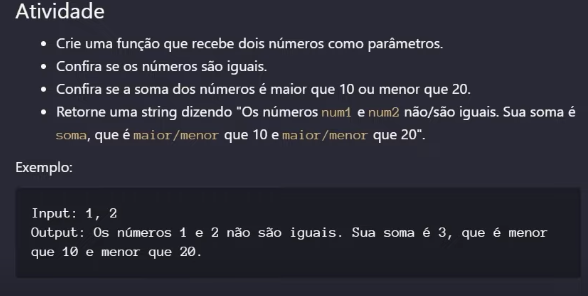 Atividade
• Crie uma função que recebe dois números como parâmetros.
• Confira se os números são iguais.
• Confira se a soma dos números é maior que 10 ou menor que 20.
• Retorne uma string dizendo "Os números num1 e num2 não/são iguais. Sua soma é
soma, que é maior/menor que 10 e maior/menor que 20".
Exemplo:
Input: 1, 2
Output: Os números 1 e 2 não são iguais. Sua soma é 3, que é menor
que 10 e menor que 20.